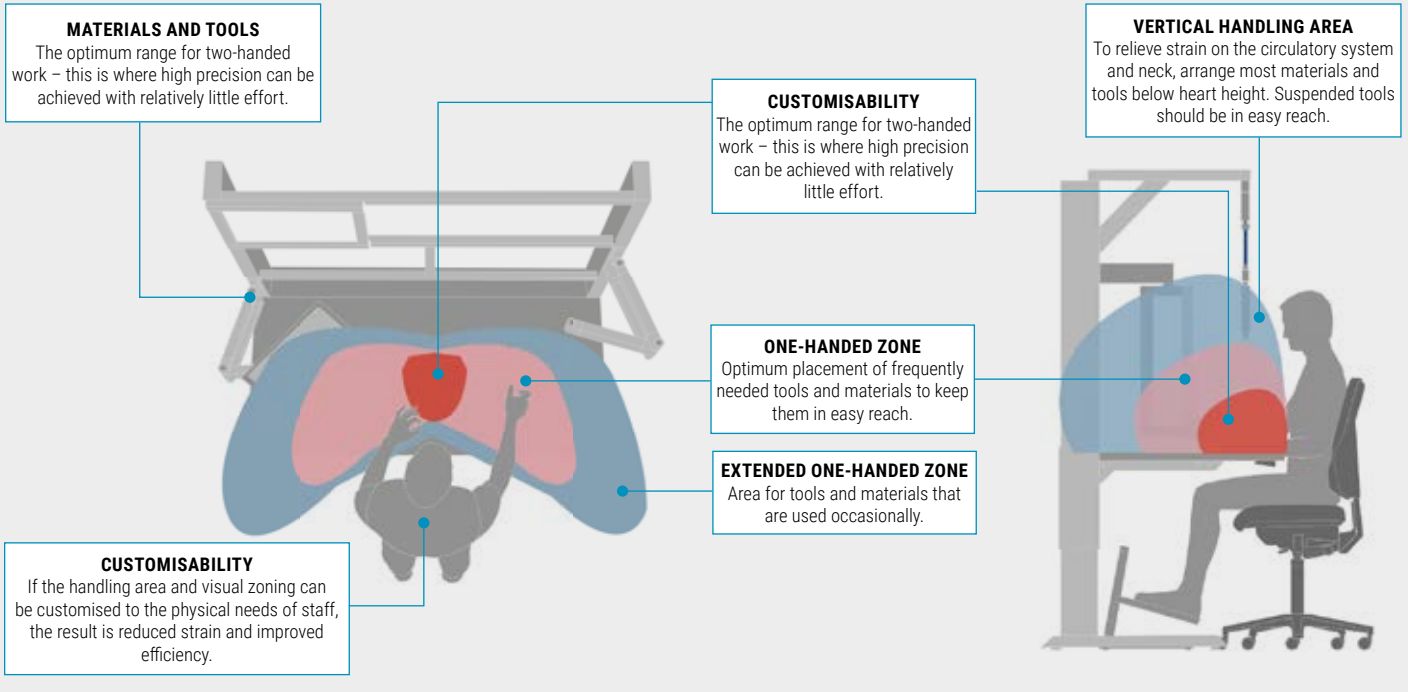 MATERIALS AND TOOLS
The optimum range for two-handed
work – this is where high precision can be
achieved with relatively little effort.
CUSTOMISABILITY
The optimum range for two-handed
work – this is where high precision
can be achieved with relatively
little effort.
VERTICAL HANDLING AREA
To relieve strain on the circulatory system
and neck, arrange most materials and
tools below heart height. Suspended tools
should be in easy reach.
ONE-HANDED ZONE
Optimum placement of frequently
needed tools and materials to keep
them in easy reach.
EXTENDED ONE-HANDED ZONE
Area for tools and materials that
are used occasionally.
CUSTOMISABILITY
If the handling area and visual zoning can
be customised to the physical needs of staff,
the result is reduced strain and improved
efficiency.